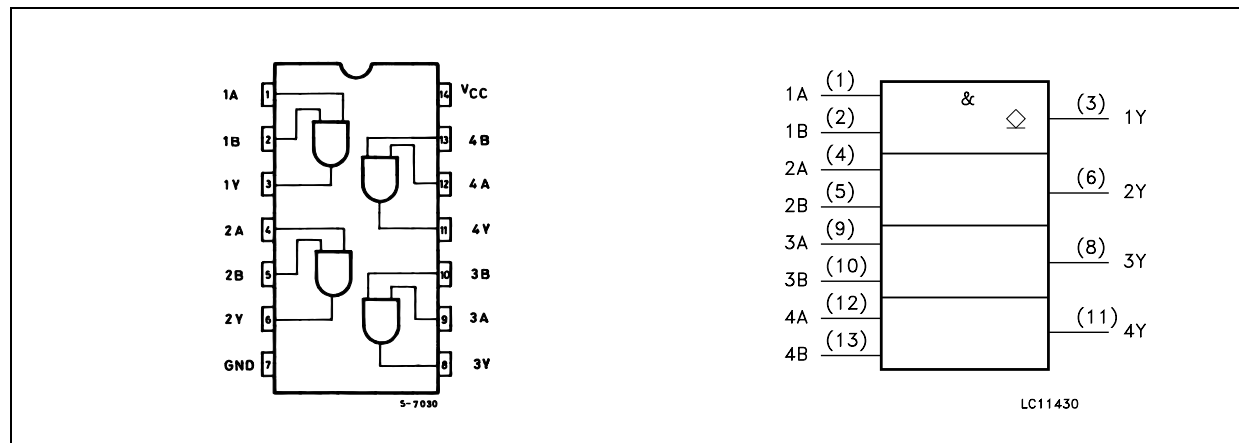 1A 1 14 VCC
1B 2 13 4B
1Y 3 12 4A
2A 4 11 4Y
2B 5 10 3B
2Y 6 9 3A
GND 7 8 3Y
S-7030
1A (1)
1B (2)
2A (4)
2B (5)
3A (9)
3B (10)
4A (12)
4B (13)
&
(3) 1Y
(6) 2Y
(8) 3Y
(11) 4Y
LC11430